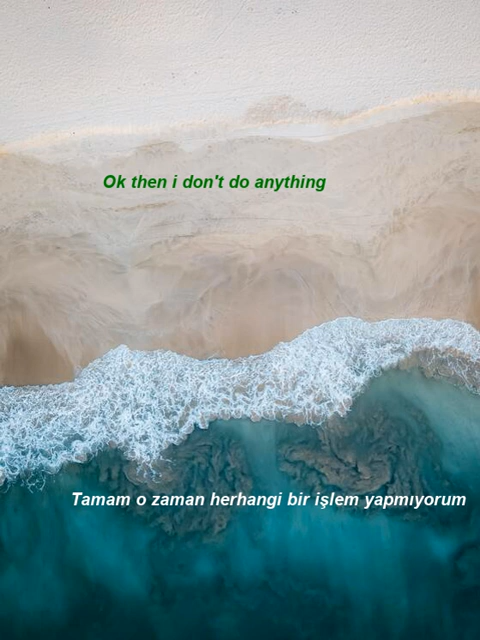 Ok then i don't do anything
Tamam o zaman herhangi bir işlem yapmıyorum